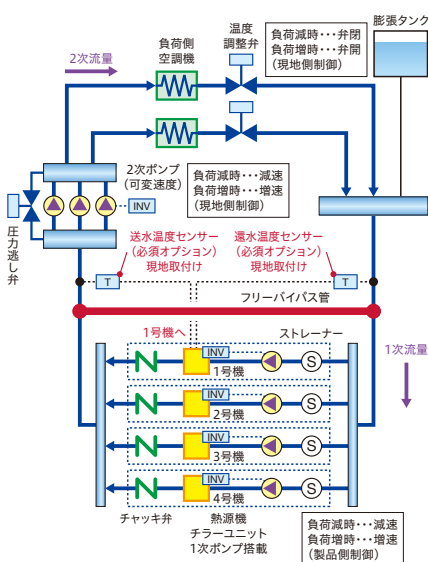 膨張タンク
温度
調整弁
負荷減時・・・弁閉
負荷増時・・・弁開
(現地側制御)
負荷側
空調機
2次流量
2次ポンプ
(可変速度)
負荷減時・・・減速
負荷増時・・・増速
(現地側制御)
INV
圧力逃し弁
送水温度センサー
(必須オプション)
現地取付け
還水温度センサー
(必須オプション)
現地取付け
T
T
フリーバイパス管
1号機へ
ストレーナー
1次流量
INV
S
1号機
INV
S
2号機
INV
S
3号機
INV
S
4号機
チャッキ弁
熱源機
チラーユニット
1次ポンプ搭載
負荷減時・・・減速
負荷増時・・・増速
(製品側制御)